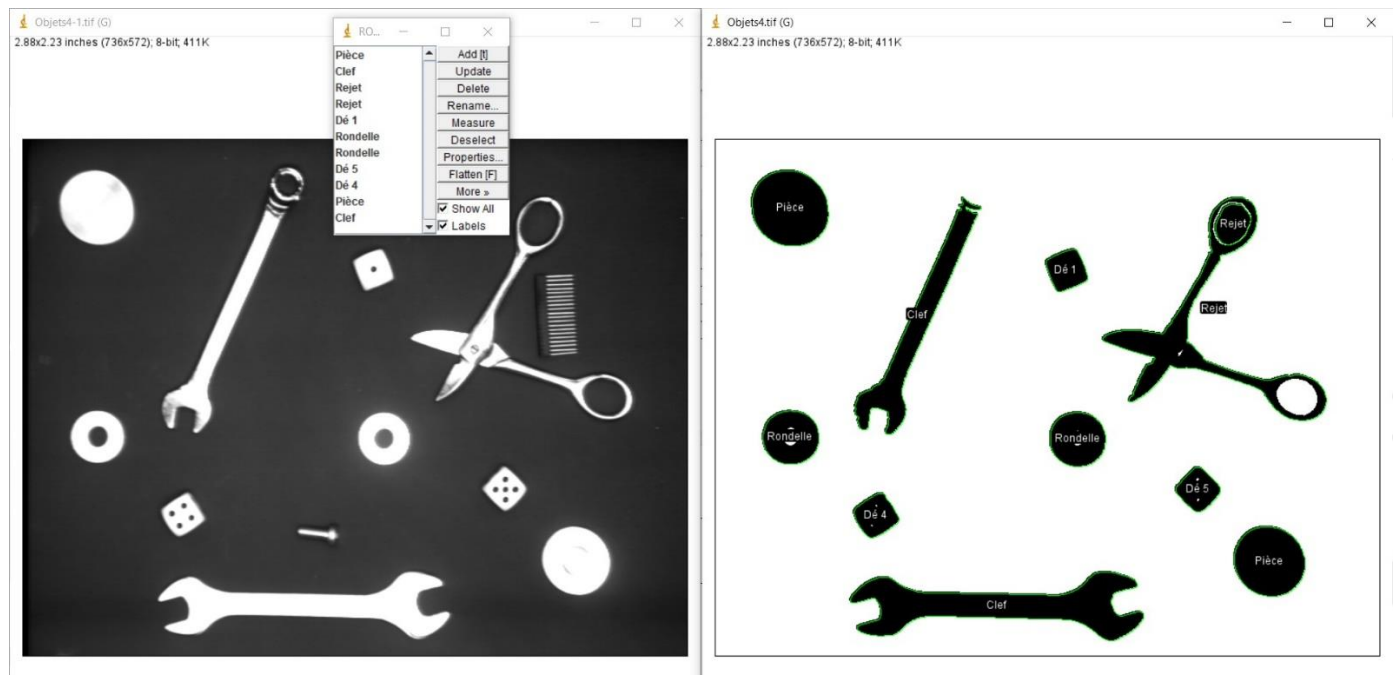 Objets4-1.tif (G)
2.88x2.23 inches (736x572); 8-bit; 411K
RO...
Pièce
Clef
Rejet
Rejet
Dé 1
Rondelle
Rondelle
Dé 5
Dé 4
Pièce
Clef
Add [t]
Update
Delete
Rename...
Measure
Deselect
Properties...
Flatten [F]
More »
Show All
Labels
Objets4.tif (G)
2.88x2.23 inches (736x572); 8-bit; 411K
Pièce
Rejet
Dé 1
Rejet
Clef
Rondelle
Rondelle
Dé 5
Dé 4
Pièce
Clef